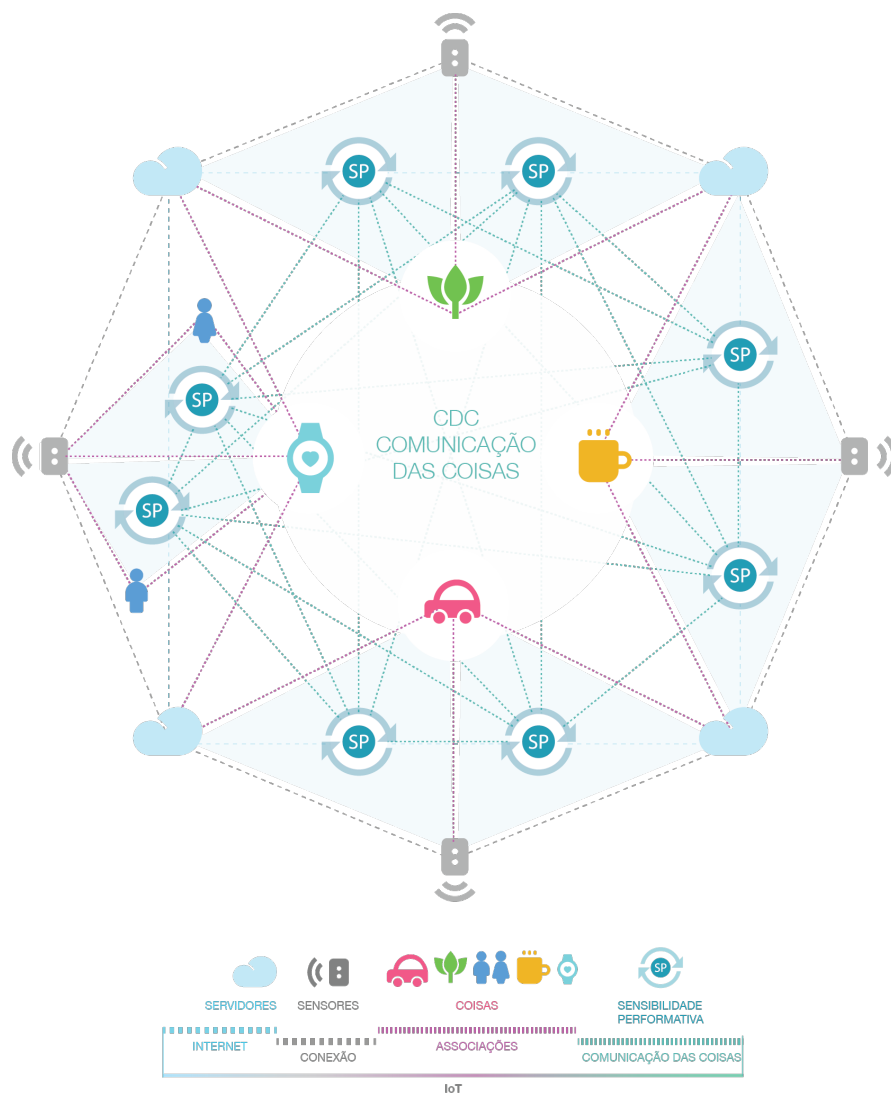 SP
SP
SP
SP
CDC
COMUNICAÇÃO
DAS COISAS
SP
SP
SP
SP
SP
SERVIDORES
SENSORES
COISAS
SENSIBILIDADE
PERFORMATIVA
INTERNET
CONEXÃO
ASSOCIAÇÕES
COMUNICAÇÃO DAS COISAS
IoT